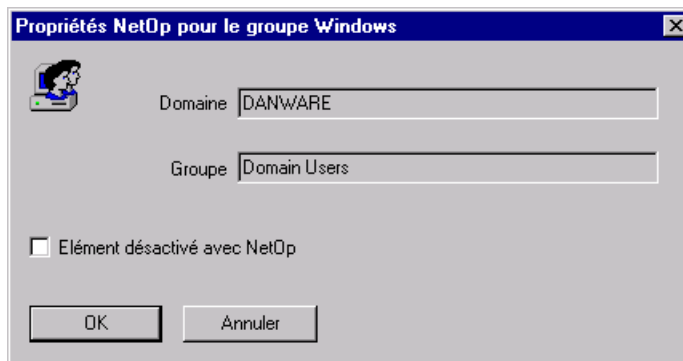 Propriétés NetOp pour le groupe Windows
Domaine DANWARE
Groupe Domain Users
Elément désactivé avec NetOp
OK Annuler